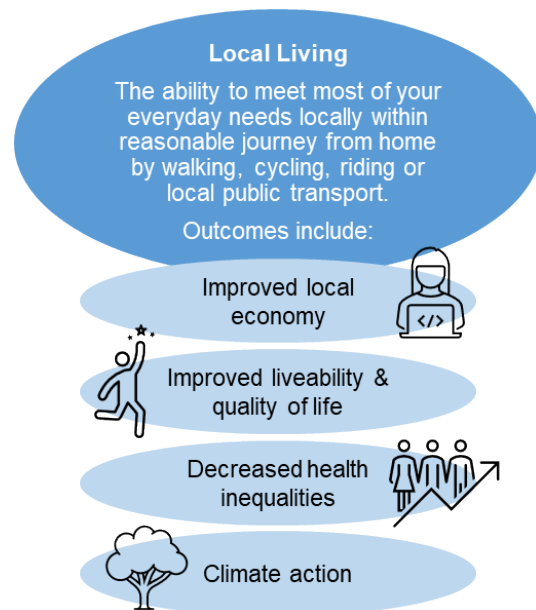 Local Living
The ability to meet most of your
everyday needs locally within
reasonable journey from home
by walking, cycling, riding or
local public transport.
Outcomes include:
Improved local
economy
</>
Improved liveability &
quality of life
Decreased health
inequalities
Climate action